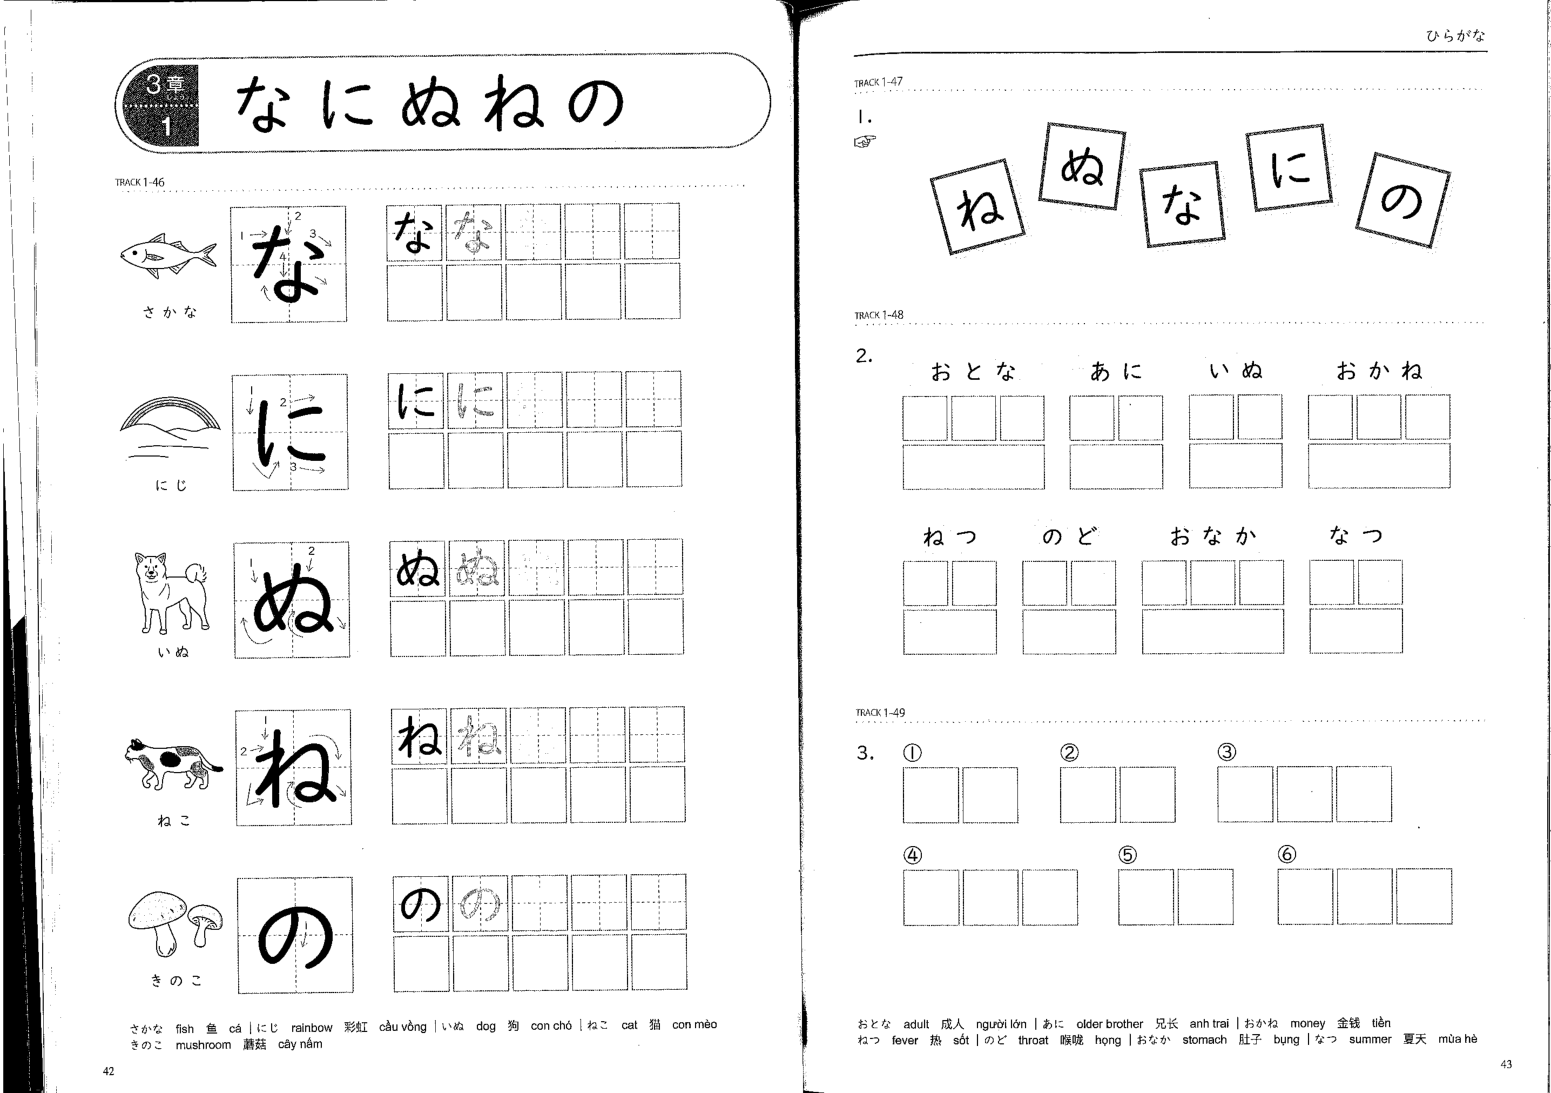 3章
1
な に ぬ ね の
TRACK 1-46
1 2 3 4
な
な な
さ か な
1 2 3
に
に に
に じ
1 2
ぬ
ぬ ぬ
い ぬ
1 2
ね
ね ね
ね こ
の
の の
き の こ
さかな fish 鱼 cá | にじ rainbow 彩虹 cầu vồng | いぬ dog 狗 con chó | ねこ cat 猫 con mèo
きのこ mushroom 蘑菇 cây nấm
42
ひらがな
TRACK 1-47
1.
ね ぬ な に の
TRACK 1-48
2.
お と な あ に い ぬ お か ね
ね つ の ど お な か な つ
TRACK 1-49
3. ① ② ③
④ ⑤ ⑥
おとな adult 成人 người lớn | あに older brother 兄长 anh trai | おかね money 金钱 tiền
ねつ fever 热 sốt | のど throat 喉咙 họng | おなか stomach 肚子 bụng | なつ summer 夏天 mùa hè
43